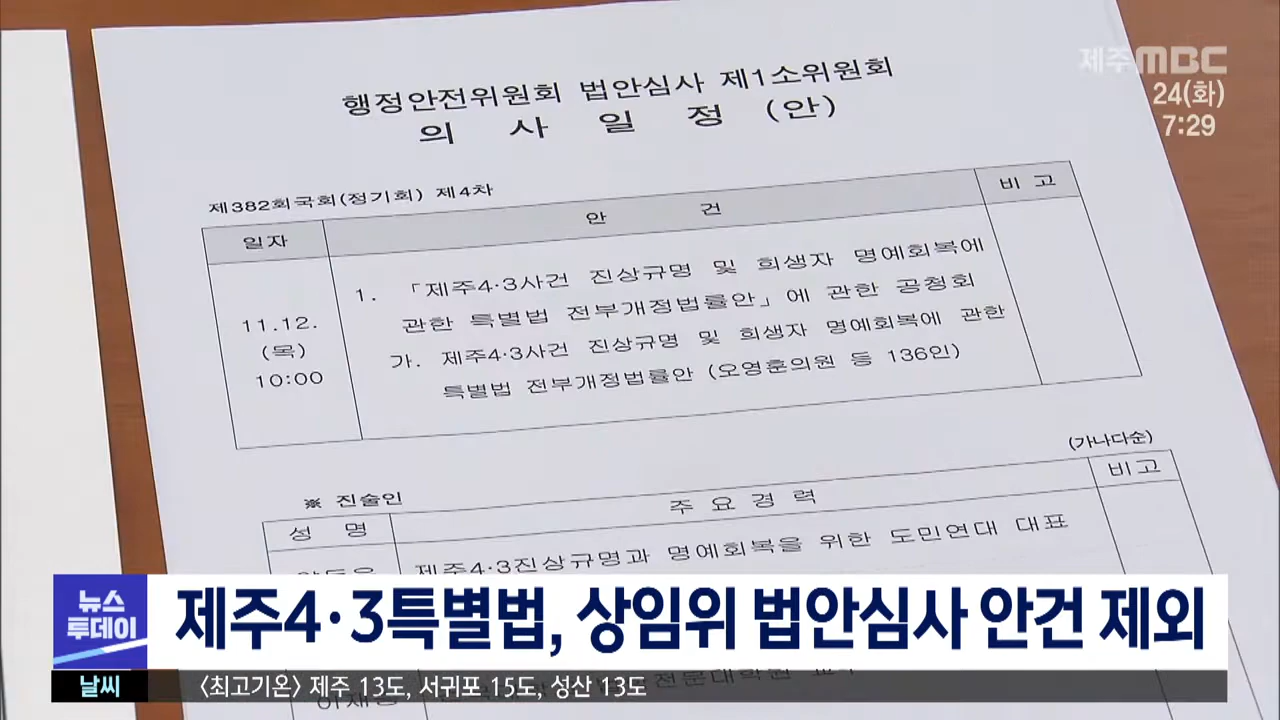 제주MBC
24(화)
7:29
행정안전위원회 법안심사 제1소위원회
의 사 일 정 (안)
제382회국회(정기회) 제4차
일자 안 건 비 고
11.12.
(목)
10:00
1. 「제주4·3사건 진상규명 및 희생자 명예회복에
관한 특별법 전부개정법률안」에 관한 공청회
가. 제주4·3사건 진상규명 및 희생자 명예회복에 관한
특별법 전부개정법률안 (오영훈의원 등 136인)
(가나다순)
※ 진술인
성 명 주 요 경 력 비 고
제주4·3진상규명과 명예회복을 위한 도민연대 대표
뉴스
투데이
제주4·3특별법, 상임위 법안심사 안건 제외
날씨
〈최고기온〉 제주 13도, 서귀포 15도, 성산 13도